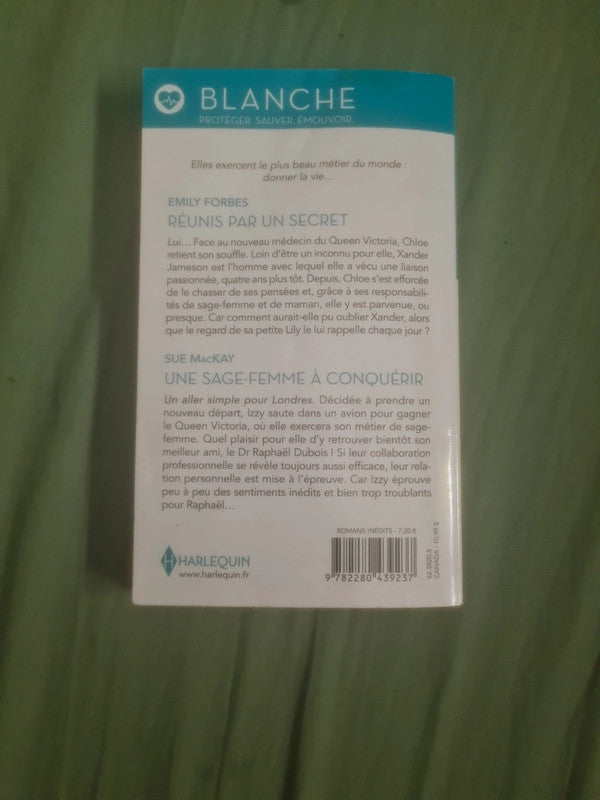 BLANCHE
PROTÉGER. SAUVER. ÉMOUVOIR.
Elles exercent le plus beau métier du monde :
donner la vie…
EMILY FORBES
RÉUNIS PAR UN SECRET
Lui… Face au nouveau médecin du Queen Victoria, Chloe
retient son souffle. Loin d'être un inconnu pour elle, Xander
Jameson est l'homme avec lequel elle a vécu une liaison
passionnée, quatre ans plus tôt. Depuis, Chloe s'est efforcée
de le chasser de ses pensées et, grâce à ses responsabili-
tés de sage-femme et de maman, elle y est parvenue, ou
presque. Car comment aurait-elle pu oublier Xander, alors
que le regard de sa petite Lily le lui rappelle chaque jour ?
SUE MACKAY
UNE SAGE-FEMME À CONQUÉRIR
Un aller simple pour Londres. Décidée à prendre un
nouveau départ, Izzy saute dans un avion pour gagner
le Queen Victoria, où elle exercera son métier de sage-
femme. Quel plaisir pour elle d'y retrouver bientôt son
meilleur ami, le Dr Raphaël Dubois ! Si leur collaboration
professionnelle se révèle toujours aussi efficace, leur rela-
tion personnelle est mise à l'épreuve. Car Izzy éprouve
peu à peu des sentiments inédits et bien trop troublants
pour Raphaël…
ROMANS INÉDITS - 7,20 €
9 782280 439237
62.5820.5
CANADA : 10,99 $
H HARLEQUIN
www.harlequin.fr